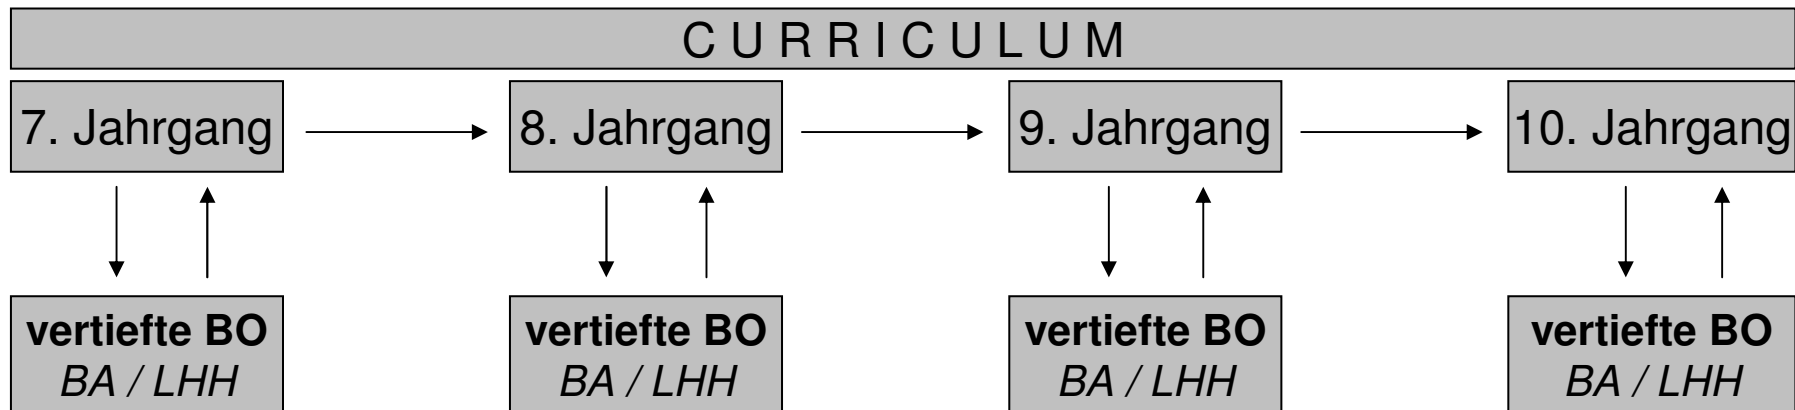 CURRICULUM
7. Jahrgang
8. Jahrgang
9. Jahrgang
10. Jahrgang
vertiefte BO
BA / LHH
vertiefte BO
BA / LHH
vertiefte BO
BA / LHH
vertiefte BO
BA / LHH